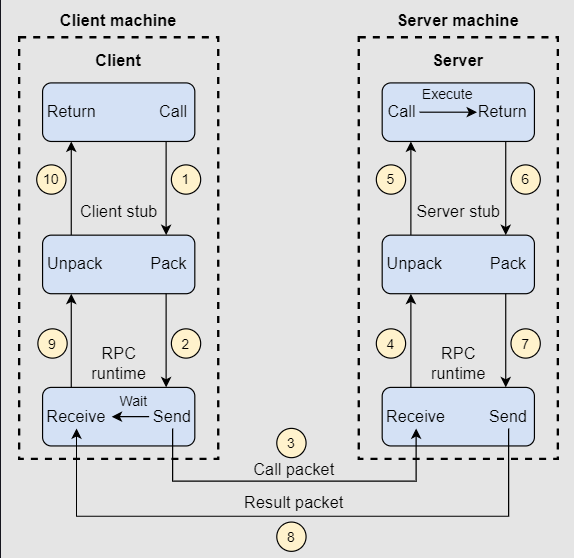 Client machine
Server machine
Client
Server
Return
Call
Call
Execute
Return
10
1
5
6
Client stub
Server stub
Unpack
Pack
Unpack
Pack
9
2
4
7
RPC
runtime
RPC
runtime
Receive
Wait
Send
Receive
Send
3
Call packet
Result packet
8